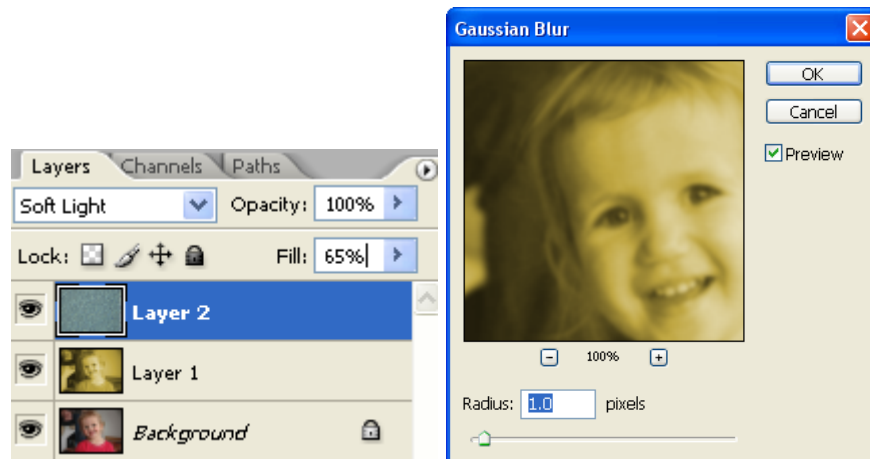 Layers Channels Paths
Soft Light Opacity: 100%
Lock: Fill: 65%
Layer 2
Layer 1
Background
Gaussian Blur
OK
Cancel
Preview
100%
Radius: 1.0 pixels